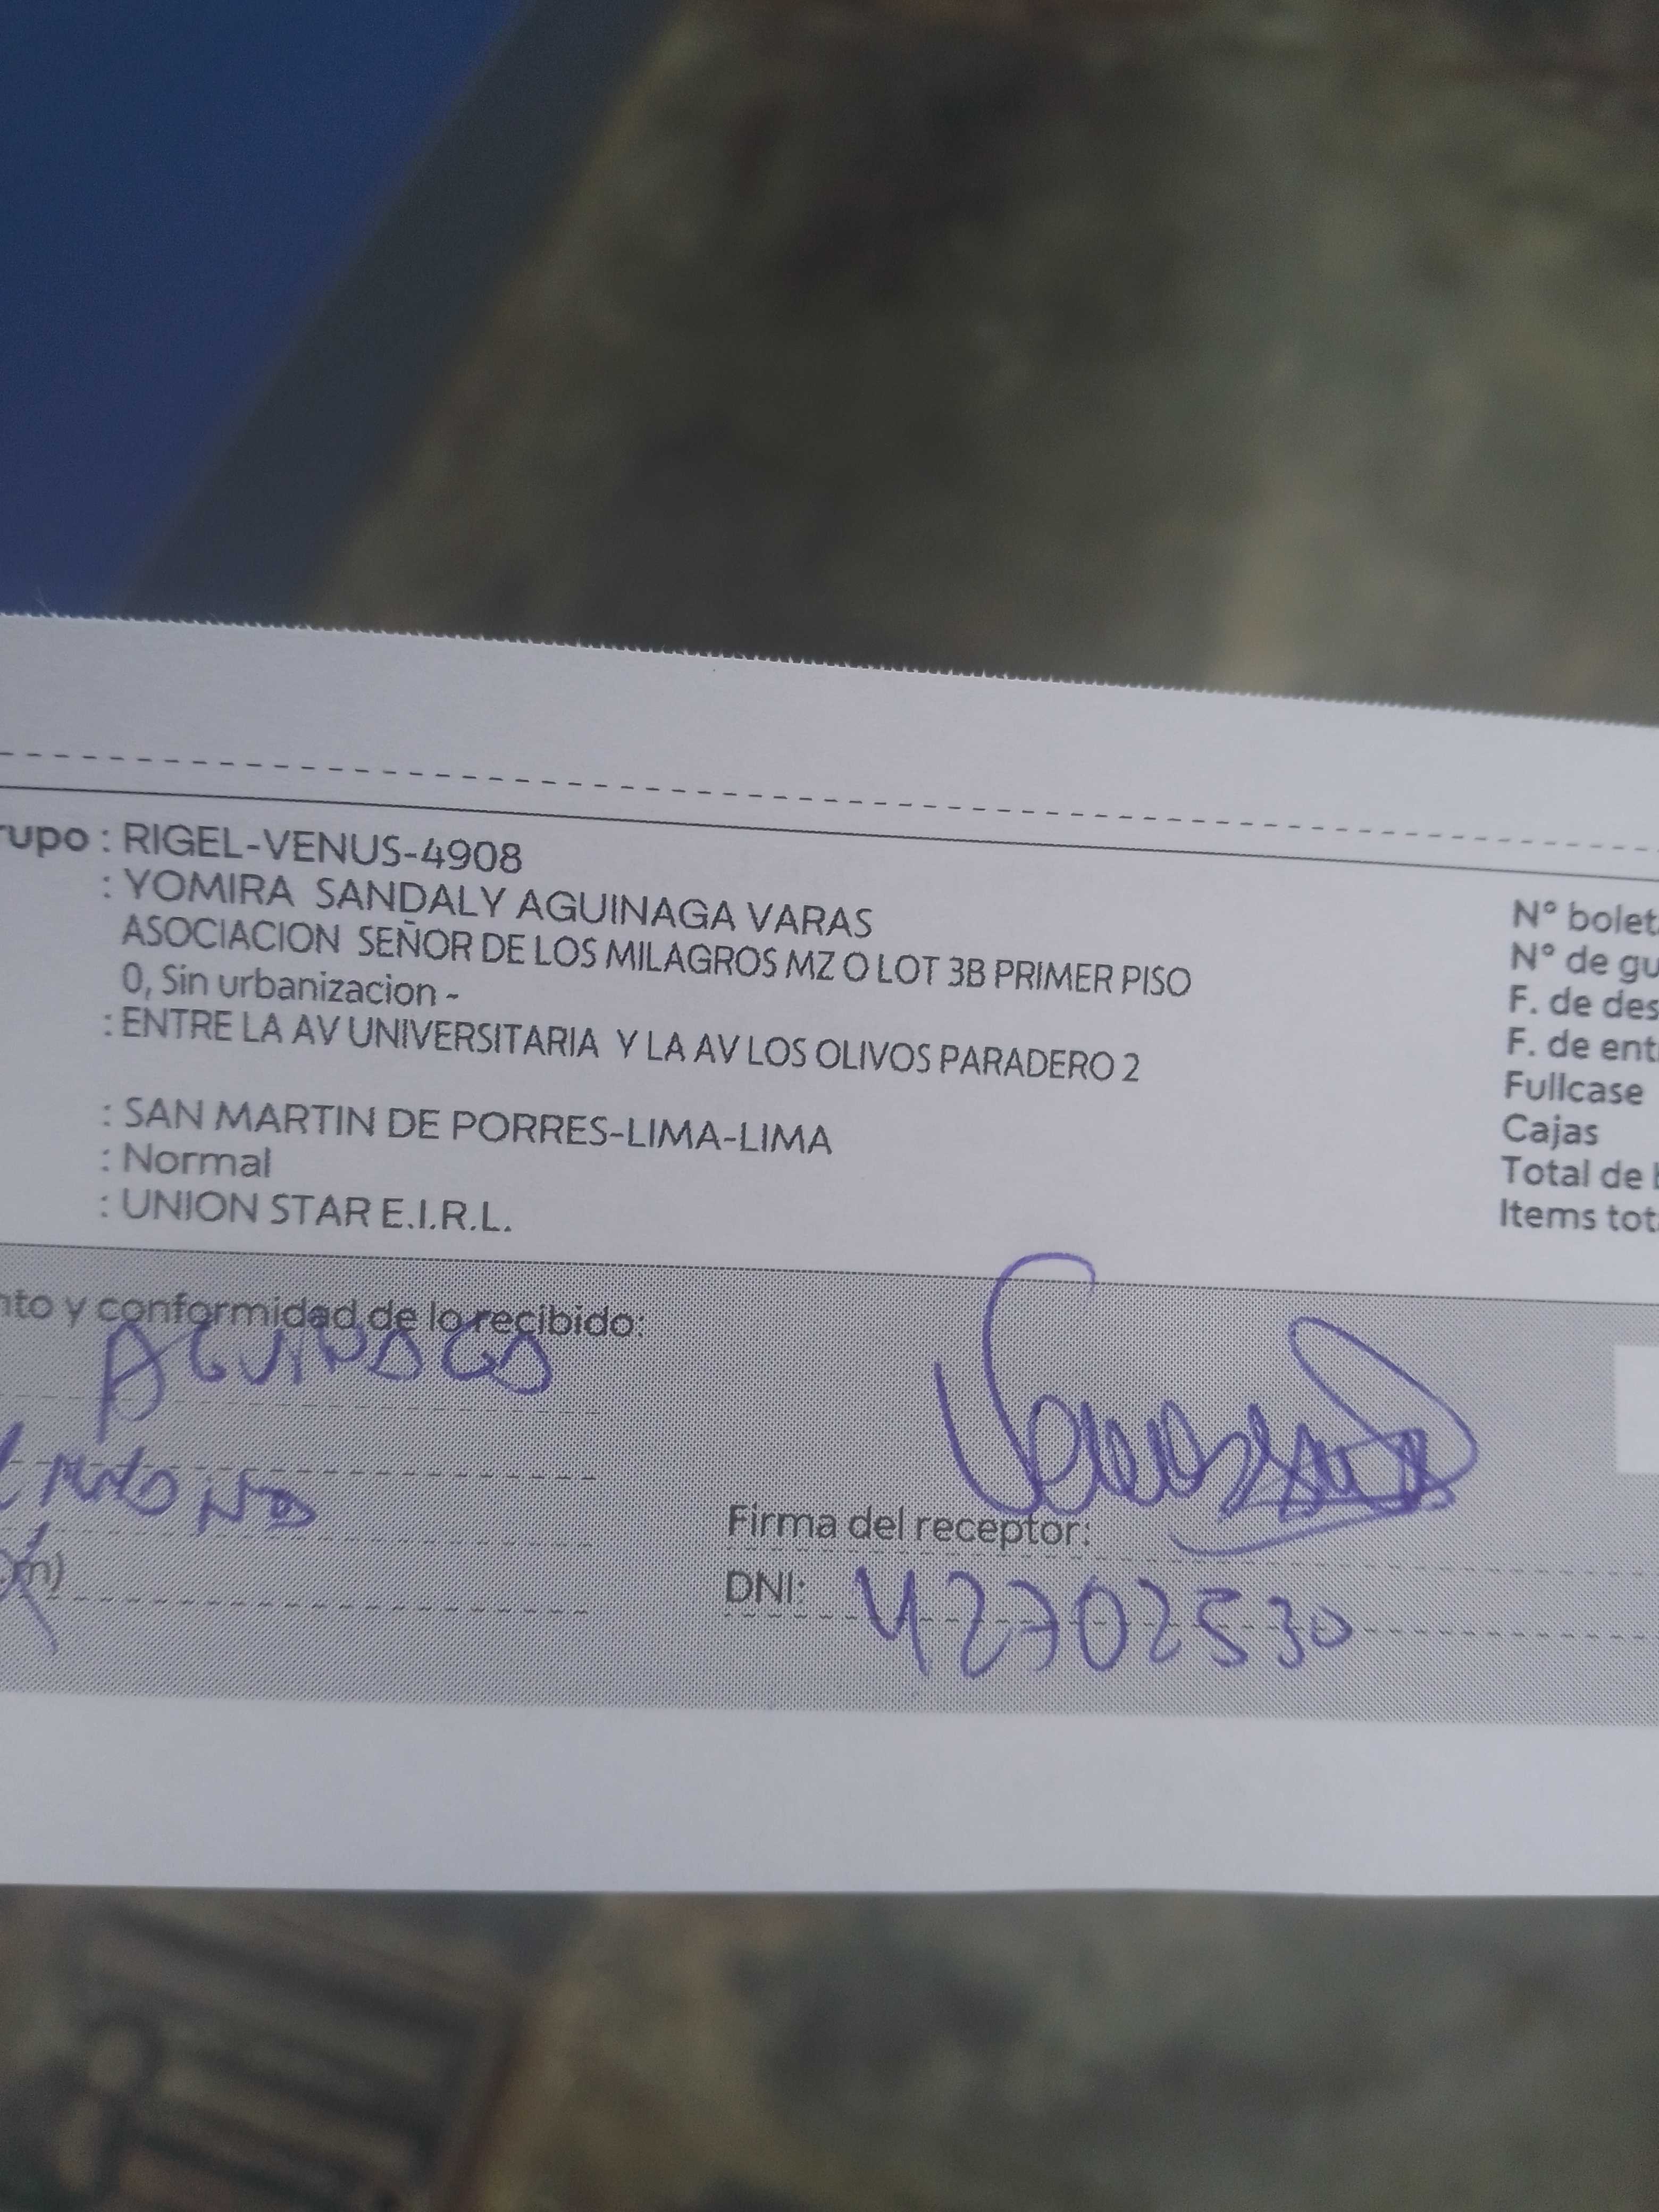 rupo : RIGEL-VENUS-4908
: YOMIRA SANDALY AGUINAGA VARAS
ASOCIACION SEÑOR DE LOS MILAGROS MZ O LOT 3B PRIMER PISO
0, Sin urbanizacion -
: ENTRE LA AV UNIVERSITARIA Y LA AV LOS OLIVOS PARADERO 2
: SAN MARTIN DE PORRES-LIMA-LIMA
: Normal
: UNION STAR E.I.R.L.
N° bolet
N° de gu
F. de des
F. de ent
Fullcase
Cajas
Total de
Items tot
nto y conformidad de lo recibido:
AGUINAGA
Firma del receptor:
DNI: 42702530